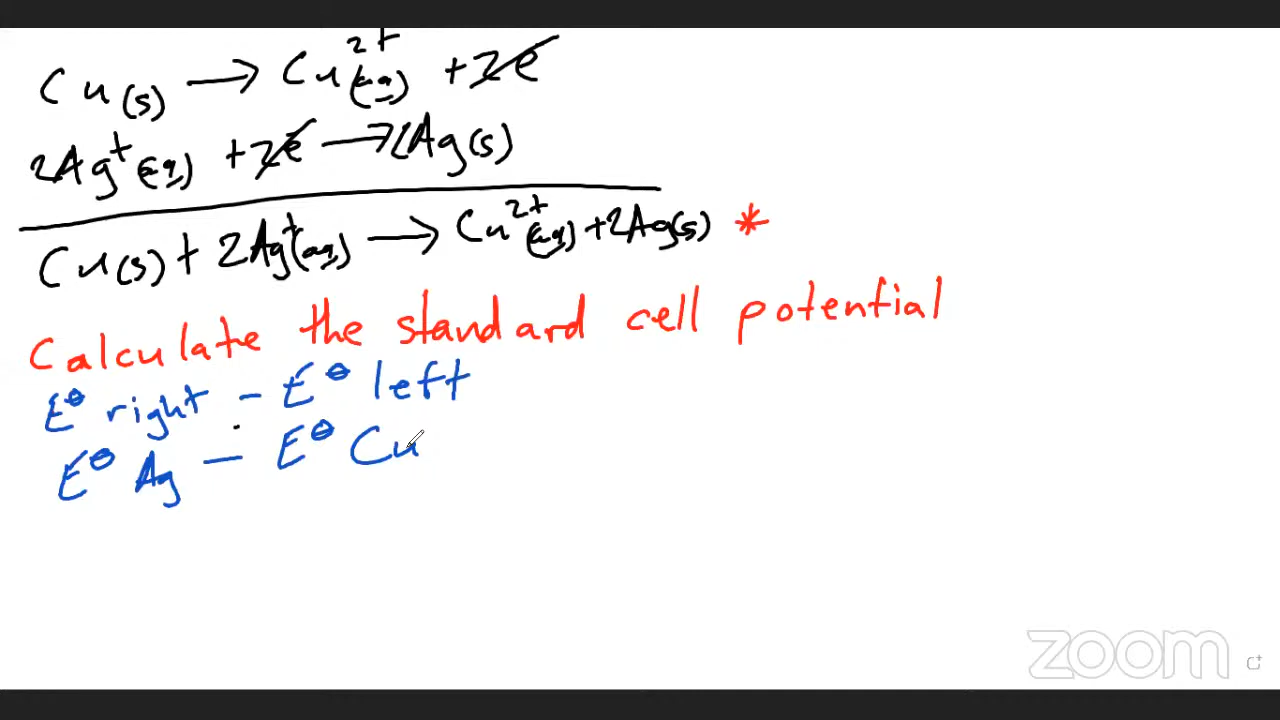 Cu(s) → Cu²⁺(aq) + 2e
2Ag⁺(aq) + 2e → 2Ag(s)
Cu(s) + 2Ag⁺(aq) → Cu²⁺(aq) + 2Ag(s) *
Calculate the standard cell potential
E⊖ right – E⊖ left
E⊖ Ag – E⊖ Cu
zoom